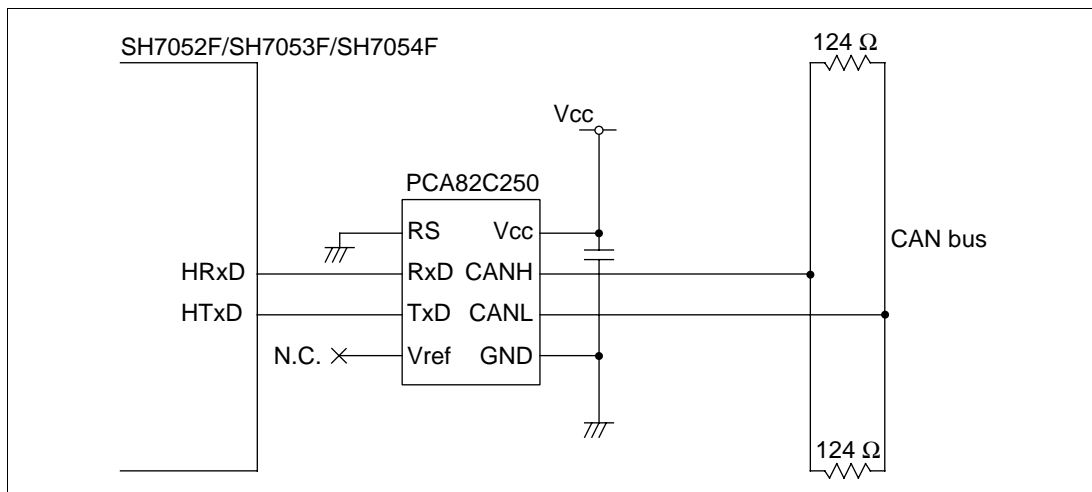 SH7052F/SH7053F/SH7054F
124 Ω
Vcc
PCA82C250
RS Vcc
CAN bus
HRxD RxD CANH
HTxD TxD CANL
N.C. Vref GND
124 Ω